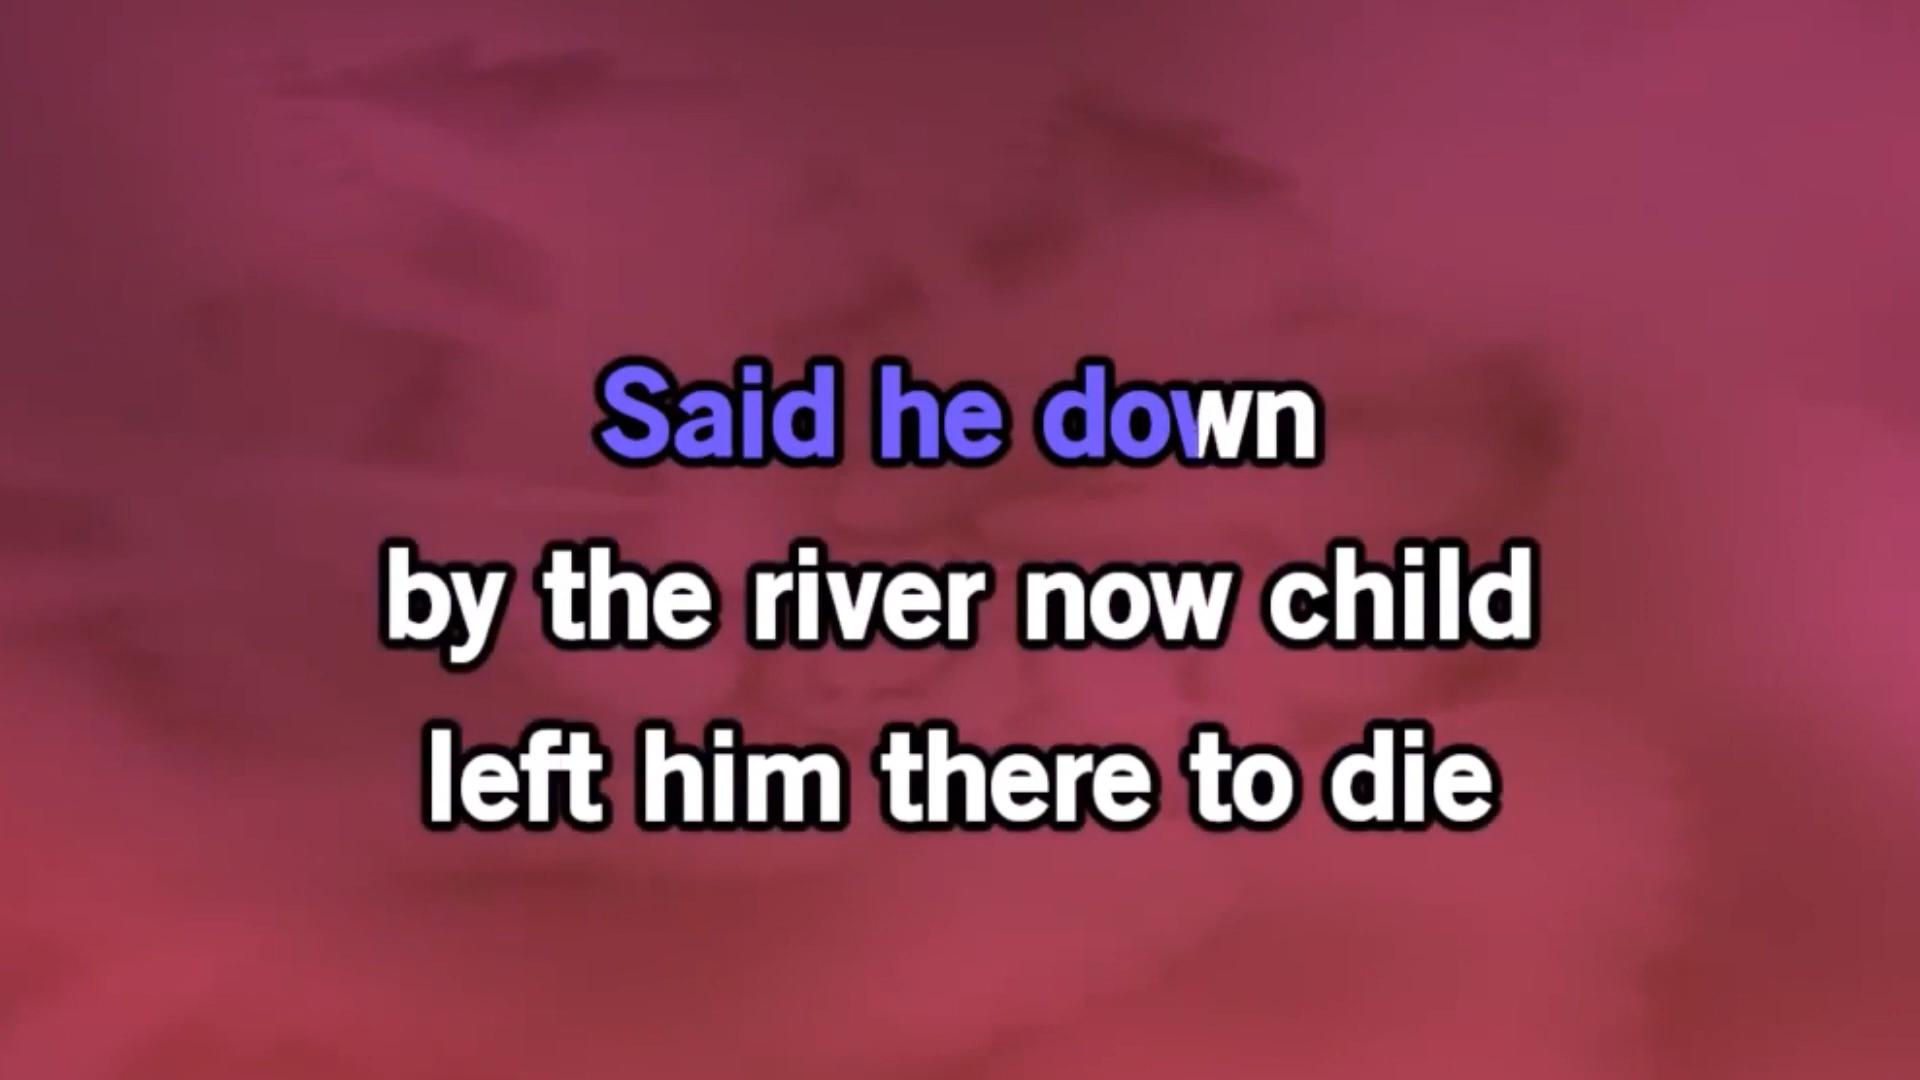 Said he down
by the river now child
left him there to die